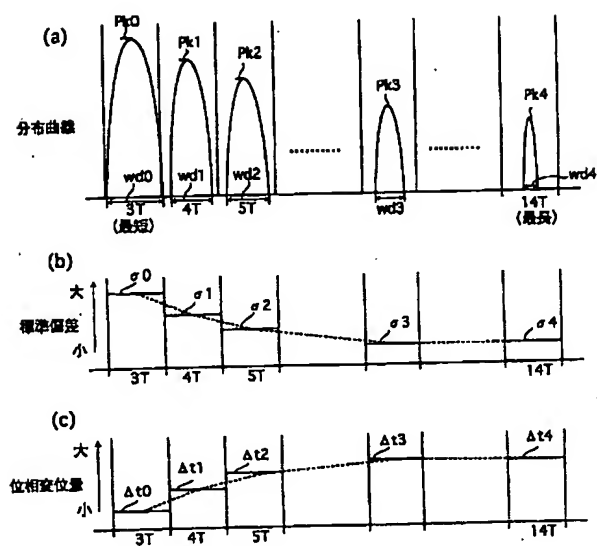 (a)
Pk0
Pk1
Pk2
Pk3
Pk4
分布曲線
wd0
wd1
wd2
wd3
wd4
3T
4T
5T
14T
(最短)
(最長)
(b)
大
標準偏差
小
σ0
σ1
σ2
σ3
σ4
3T
4T
5T
14T
(c)
大
位相変位量
小
Δt0
Δt1
Δt2
Δt3
Δt4
3T
4T
5T
14T